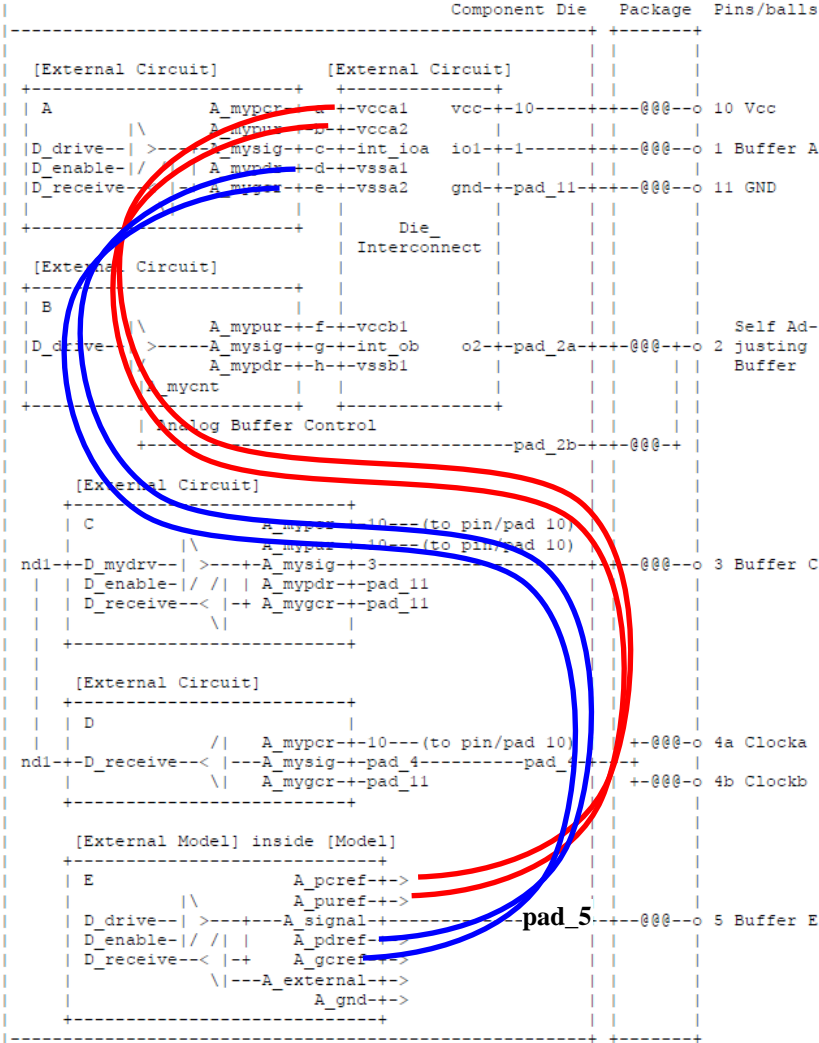 Component Die Package Pins/balls
[External Circuit] [External Circuit]
A A_mypcr-+-a-+-vcca1 vcc-+-10-----+-+--@@@--o 10 Vcc
|\ A_mypur-+-b-+-vcca2
D_drive--| >---+-A_mysig-+-c-+-int_ioa io1-+-1------+-+--@@@--o 1 Buffer A
D_enable-|/ /| | A_mypdr-+-d-+-vssa1
D_receive--< |-+ A_mygcr-+-e-+-vssa2 gnd-+-pad_11-+-+--@@@--o 11 GND
Die_
Interconnect
[External Circuit]
B
|\ A_mypur-+-f-+-vccb1 Self Ad-
D_drive--| >-----A_mysig-+-g-+-int_ob o2-+-pad_2a-+-+-@@@-+-o 2 justing
|/ A_mypdr-+-h-+-vssb1 Buffer
A_mycnt
Analog Buffer Control
+------pad_2b-+-+-@@@-+
[External Circuit]
C A_mypcr-+-10---(to pin/pad 10)
|\ A_mypur-+-10---(to pin/pad 10)
nd1-+-D_mydrv--| >---+-+-A_mysig-+-3------+-+--@@@--o 3 Buffer C
D_enable-|/ /| | A_mypdr-+-pad_11
D_receive--< |-+ A_mygcr-+-pad_11
\|
[External Circuit]
D
/| A_mypcr-+-10---(to pin/pad 10) +-@@@-o 4a Clocka
nd1-+-D_receive--< |---A_mysig-+-pad_4----------pad_4
\| A_mygcr-+-pad_11 +-@@@-o 4b Clockb
[External Model] inside [Model]
E A_pcref-+->
|\ A_puref-+->
D_drive--| >---+---A_signal-+------pad_5-+-+--@@@--o 5 Buffer E
D_enable-|/ /| | A_pdref-+->
D_receive--< |-+ A_gcref-+->
\|---A_external-+->
A_gnd-+->